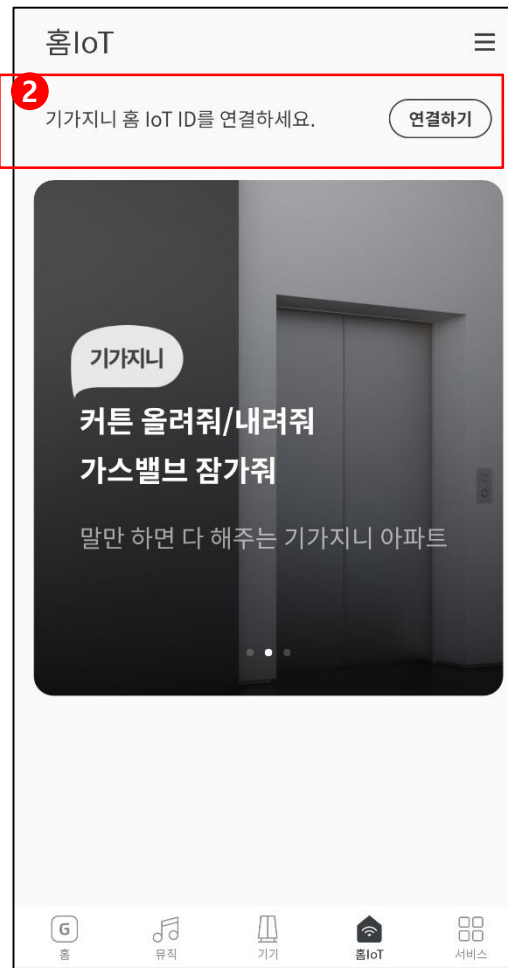 홈IoT
2
기가지니 홈 IoT ID를 연결하세요.
연결하기
기가지니
커튼 올려줘/내려줘
가스밸브 잠가줘
말만 하면 다 해주는 기가지니 아파트
G
홈
뮤직
기기
홈IoT
서비스